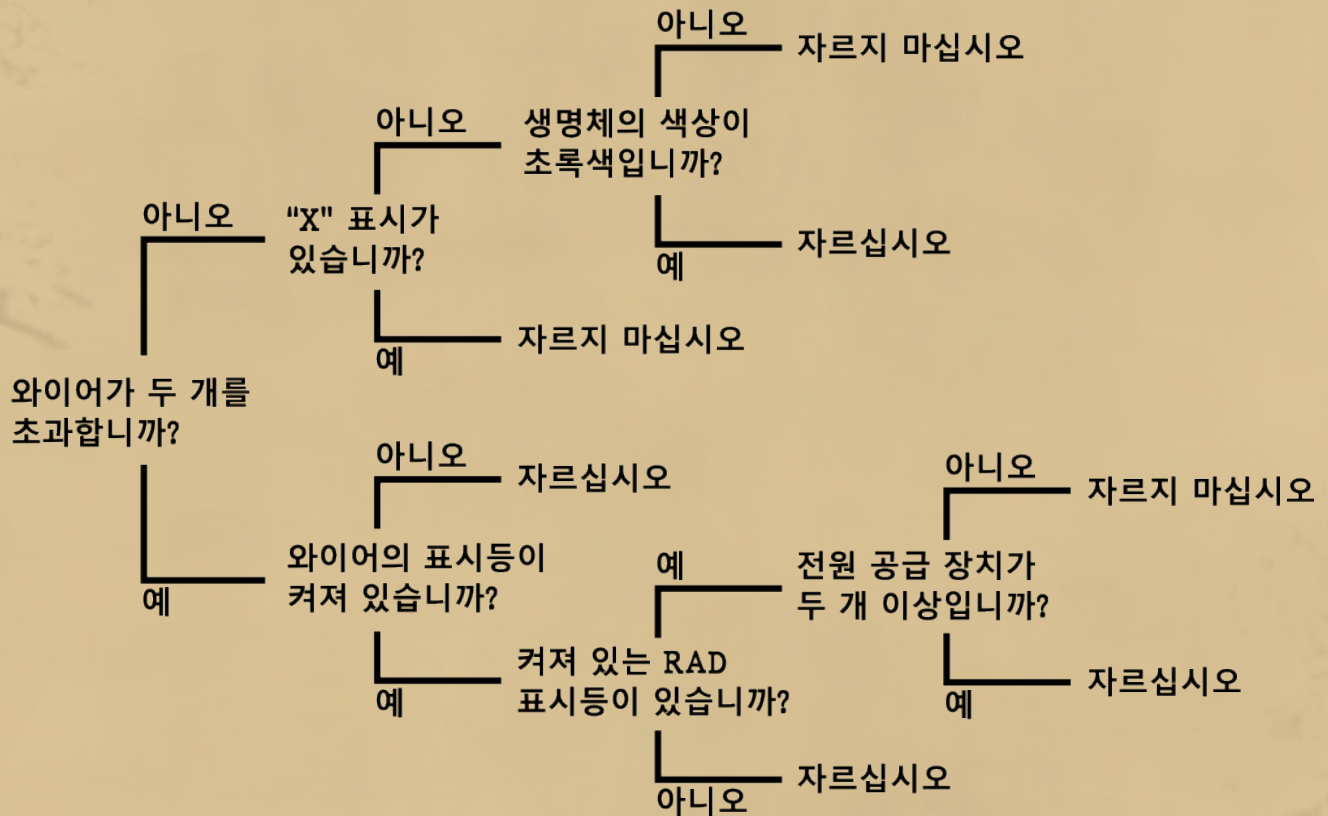 아니오
자르지 마십시오
아니오
생명체의 색상이
초록색입니까?
아니오
“X" 표시가
있습니까?
자르십시오
예
자르지 마십시오
예
와이어가 두 개를
초과합니까?
아니오
자르십시오
아니오
자르지 마십시오
와이어의 표시등이
켜져 있습니까?
예
예
전원 공급 장치가
두 개 이상입니까?
켜져 있는 RAD
표시등이 있습니까?
예
자르십시오
예
자르십시오
아니오